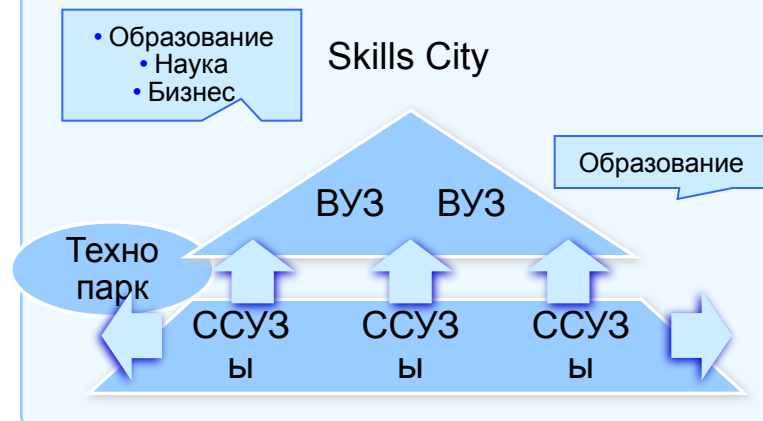 • Образование
• Наука
• Бизнес
Skills City
Образование
ВУЗ ВУЗ
Техно
парк
ССУЗ ССУЗ ССУЗ
ы ы ы